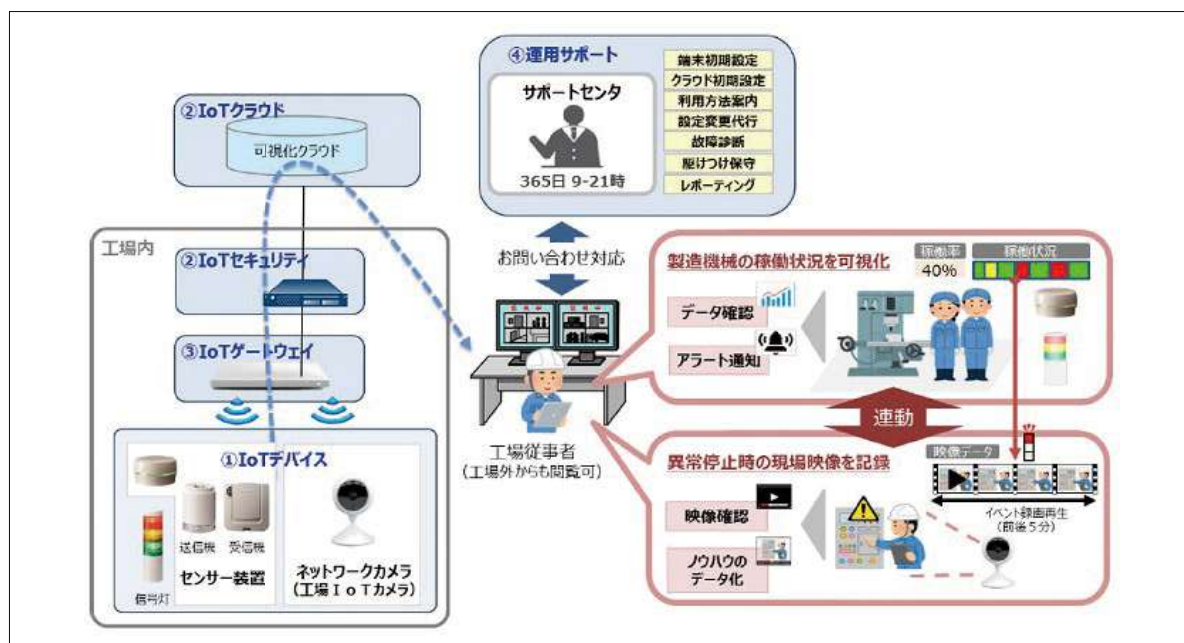 ④運用サポート
サポートセンタ
365日 9-21時
端末初期設定
クラウド初期設定
利用方法案内
設定変更代行
故障診断
駆けつけ保守
レポーティング
②IoTクラウド
可視化クラウド
工場内
②IoTセキュリティ
③IoTゲートウェイ
①IoTデバイス
送信機
受信機
センサー装置
信号灯
ネットワークカメラ
(工場IoTカメラ)
お問い合わせ対応
工場従事者
(工場外からも閲覧可)
製造機械の稼働状況を可視化
稼働率
40%
稼働状況
データ確認
アラート通知
連動
異常停止時の現場映像を記録
映像データ
映像確認
ノウハウの
データ化
イベント録画再生
(前後5分)